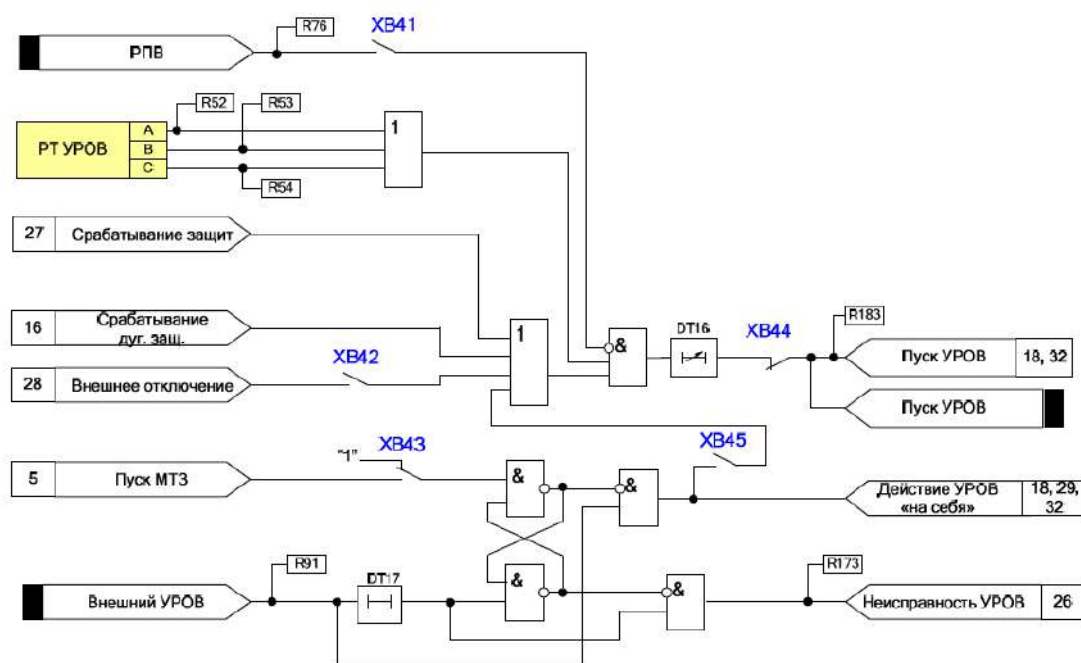 R76
XB41
РПВ
R52
R53
A
РТ УРОВ
B
C
1
R54
27
Срабатывание защит
16
Срабатывание
дуг. защ.
1
&
DT16
XB44
R183
Пуск УРОВ
18, 32
28
Внешнее отключение
XB42
Пуск УРОВ
5
Пуск МТЗ
"1"
XB43
&
&
XB45
Действие УРОВ
«на себя»
18, 29,
32
R91
DT17
&
&
R173
Внешний УРОВ
Неисправность УРОВ
26